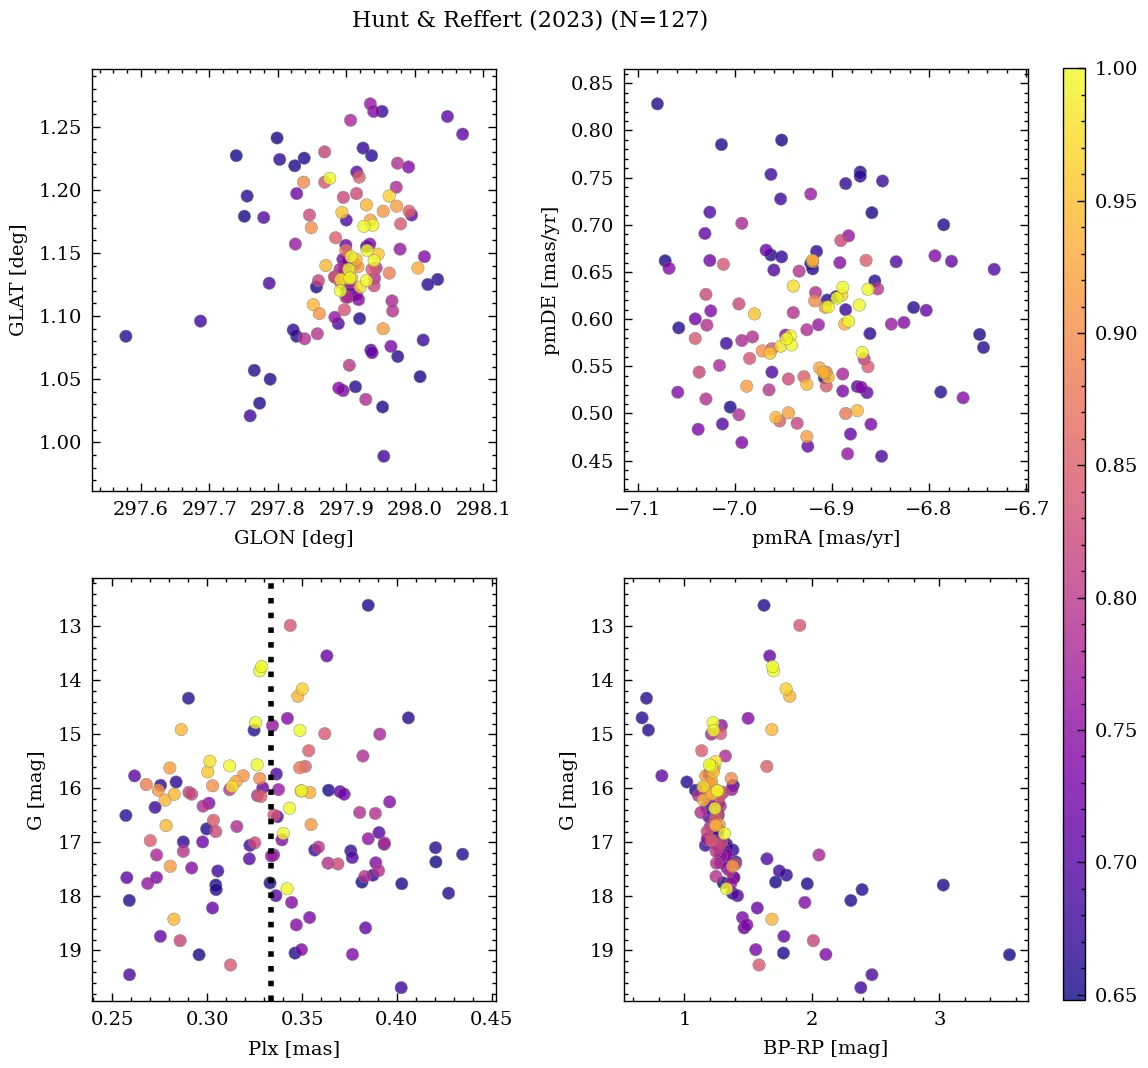 Hunt & Reffert (2023) (N=127)
1.25
1.20
1.15
1.10
1.05
1.00
GLAT [deg]
297.6 297.7 297.8 297.9 298.0 298.1
GLON [deg]
0.85
0.80
0.75
0.70
0.65
0.60
0.55
0.50
0.45
pmDE [mas/yr]
−7.1 −7.0 −6.9 −6.8 −6.7
pmRA [mas/yr]
13
14
15
16
17
18
19
G [mag]
0.25 0.30 0.35 0.40 0.45
Plx [mas]
13
14
15
16
17
18
19
G [mag]
1 2 3
BP-RP [mag]
1.00
0.95
0.90
0.85
0.80
0.75
0.70
0.65